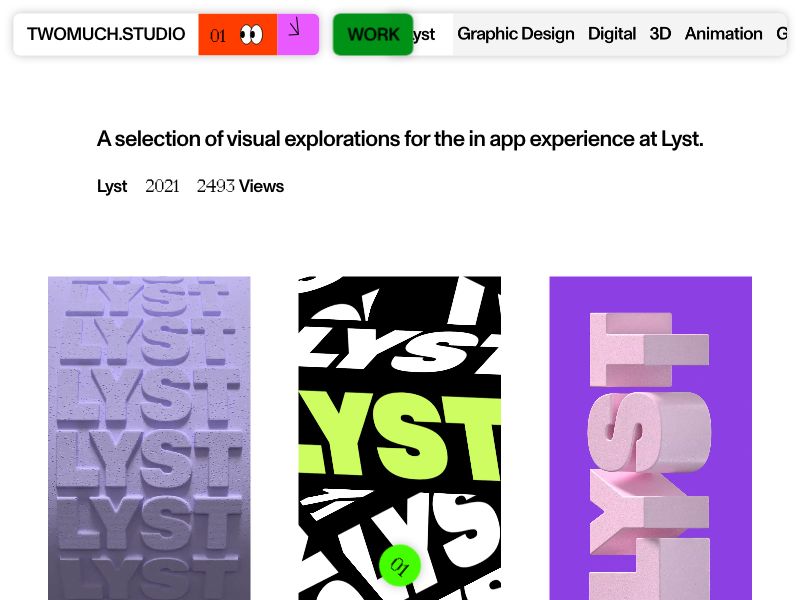 TWOMUCH.STUDIO 01 WORK yst Graphic Design Digital 3D Animation G
A selection of visual explorations for the in app experience at Lyst.
Lyst 2021 2493 Views
LYST
LYST
LYST
LYST
LYST
LYST
LYST
LYST
LYST
LYST
01